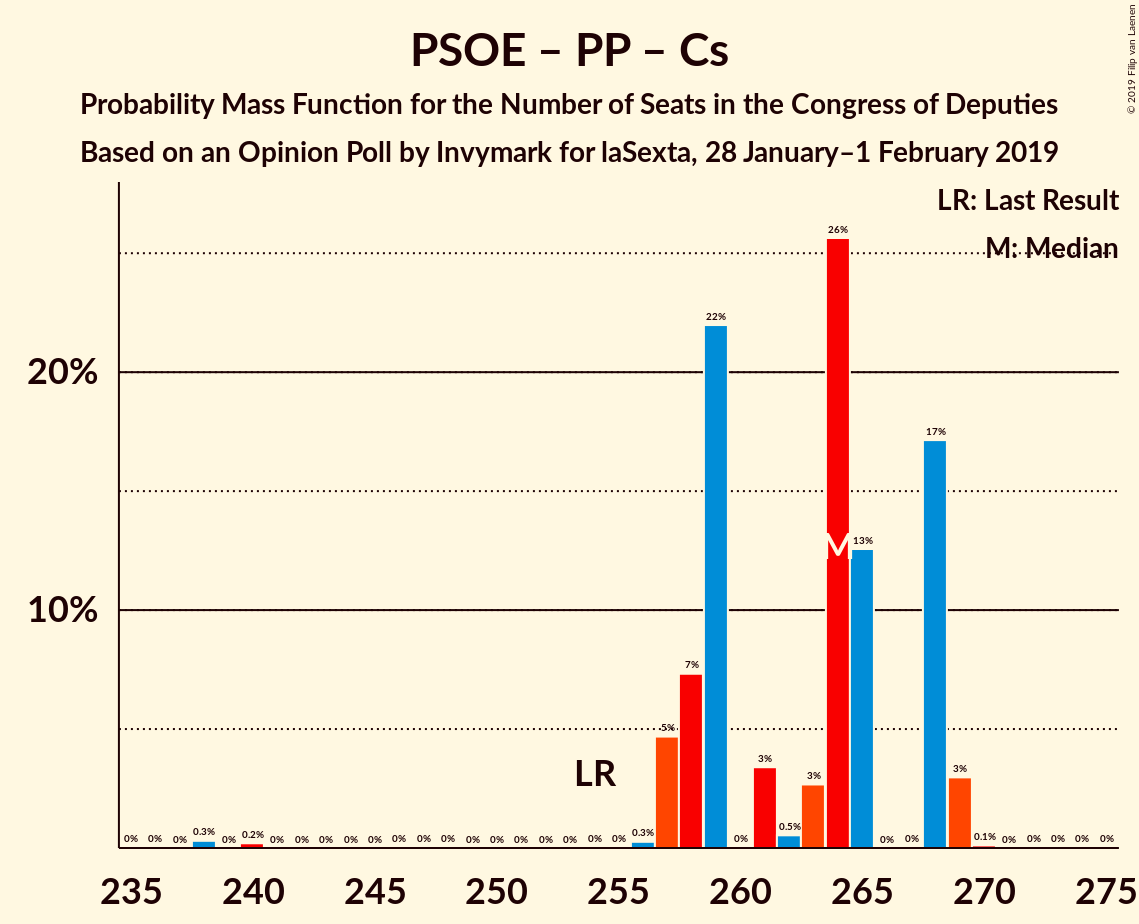 PSOE – PP – Cs
Probability Mass Function for the Number of Seats in the Congress of Deputies
Based on an Opinion Poll by Invymark for laSexta, 28 January–1 February 2019
© 2019 Filip van Laenen
LR: Last Result
M: Median
20%
10%
0% 0% 0% 0.3% 0% 0.2% 0% 0% 0% 0% 0% 0% 0% 0% 0% 0% 0% 0% 0% 0% 0% 0.3% 5% 7% 22% 0% 3% 0.5% 3% 26% 13% 0% 0% 17% 3% 0.1% 0% 0% 0% 0% 0%
LR
M
235 240 245 250 255 260 265 270 275